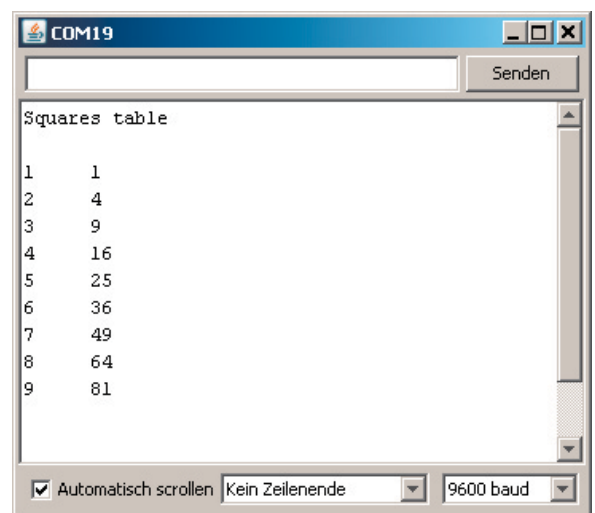 COM19
Senden
Squares table
1 1
2 4
3 9
4 16
5 25
6 36
7 49
8 64
9 81
Automatisch scrollen Kein Zeilenende 9600 baud